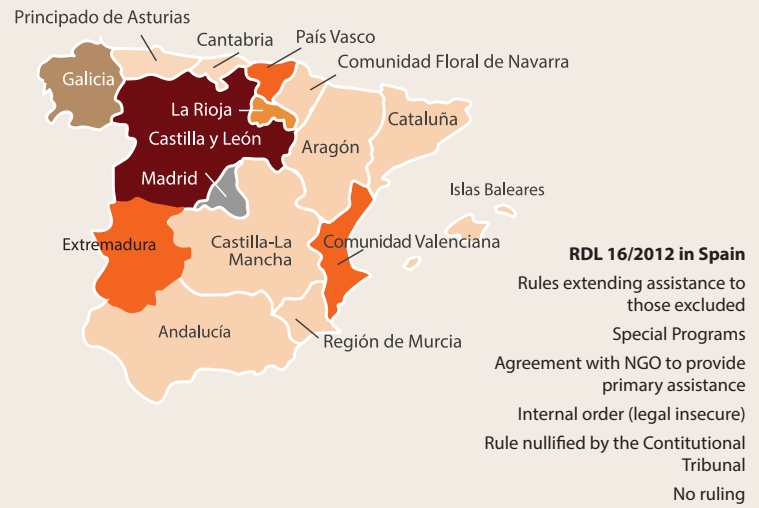 Principado de Asturias
Cantabria
País Vasco
Comunidad Floral de Navarra
Galicia
La Rioja
Cataluña
Castilla y León
Aragón
Madrid
Islas Baleares
Extremadura
Castilla-La
Mancha
Comunidad Valenciana
Andalucía
Región de Murcia
RDL 16/2012 in Spain
Rules extending assistance to
those excluded
Special Programs
Agreement with NGO to provide
primary assistance
Internal order (legal insecure)
Rule nullified by the Contitutional
Tribunal
No ruling